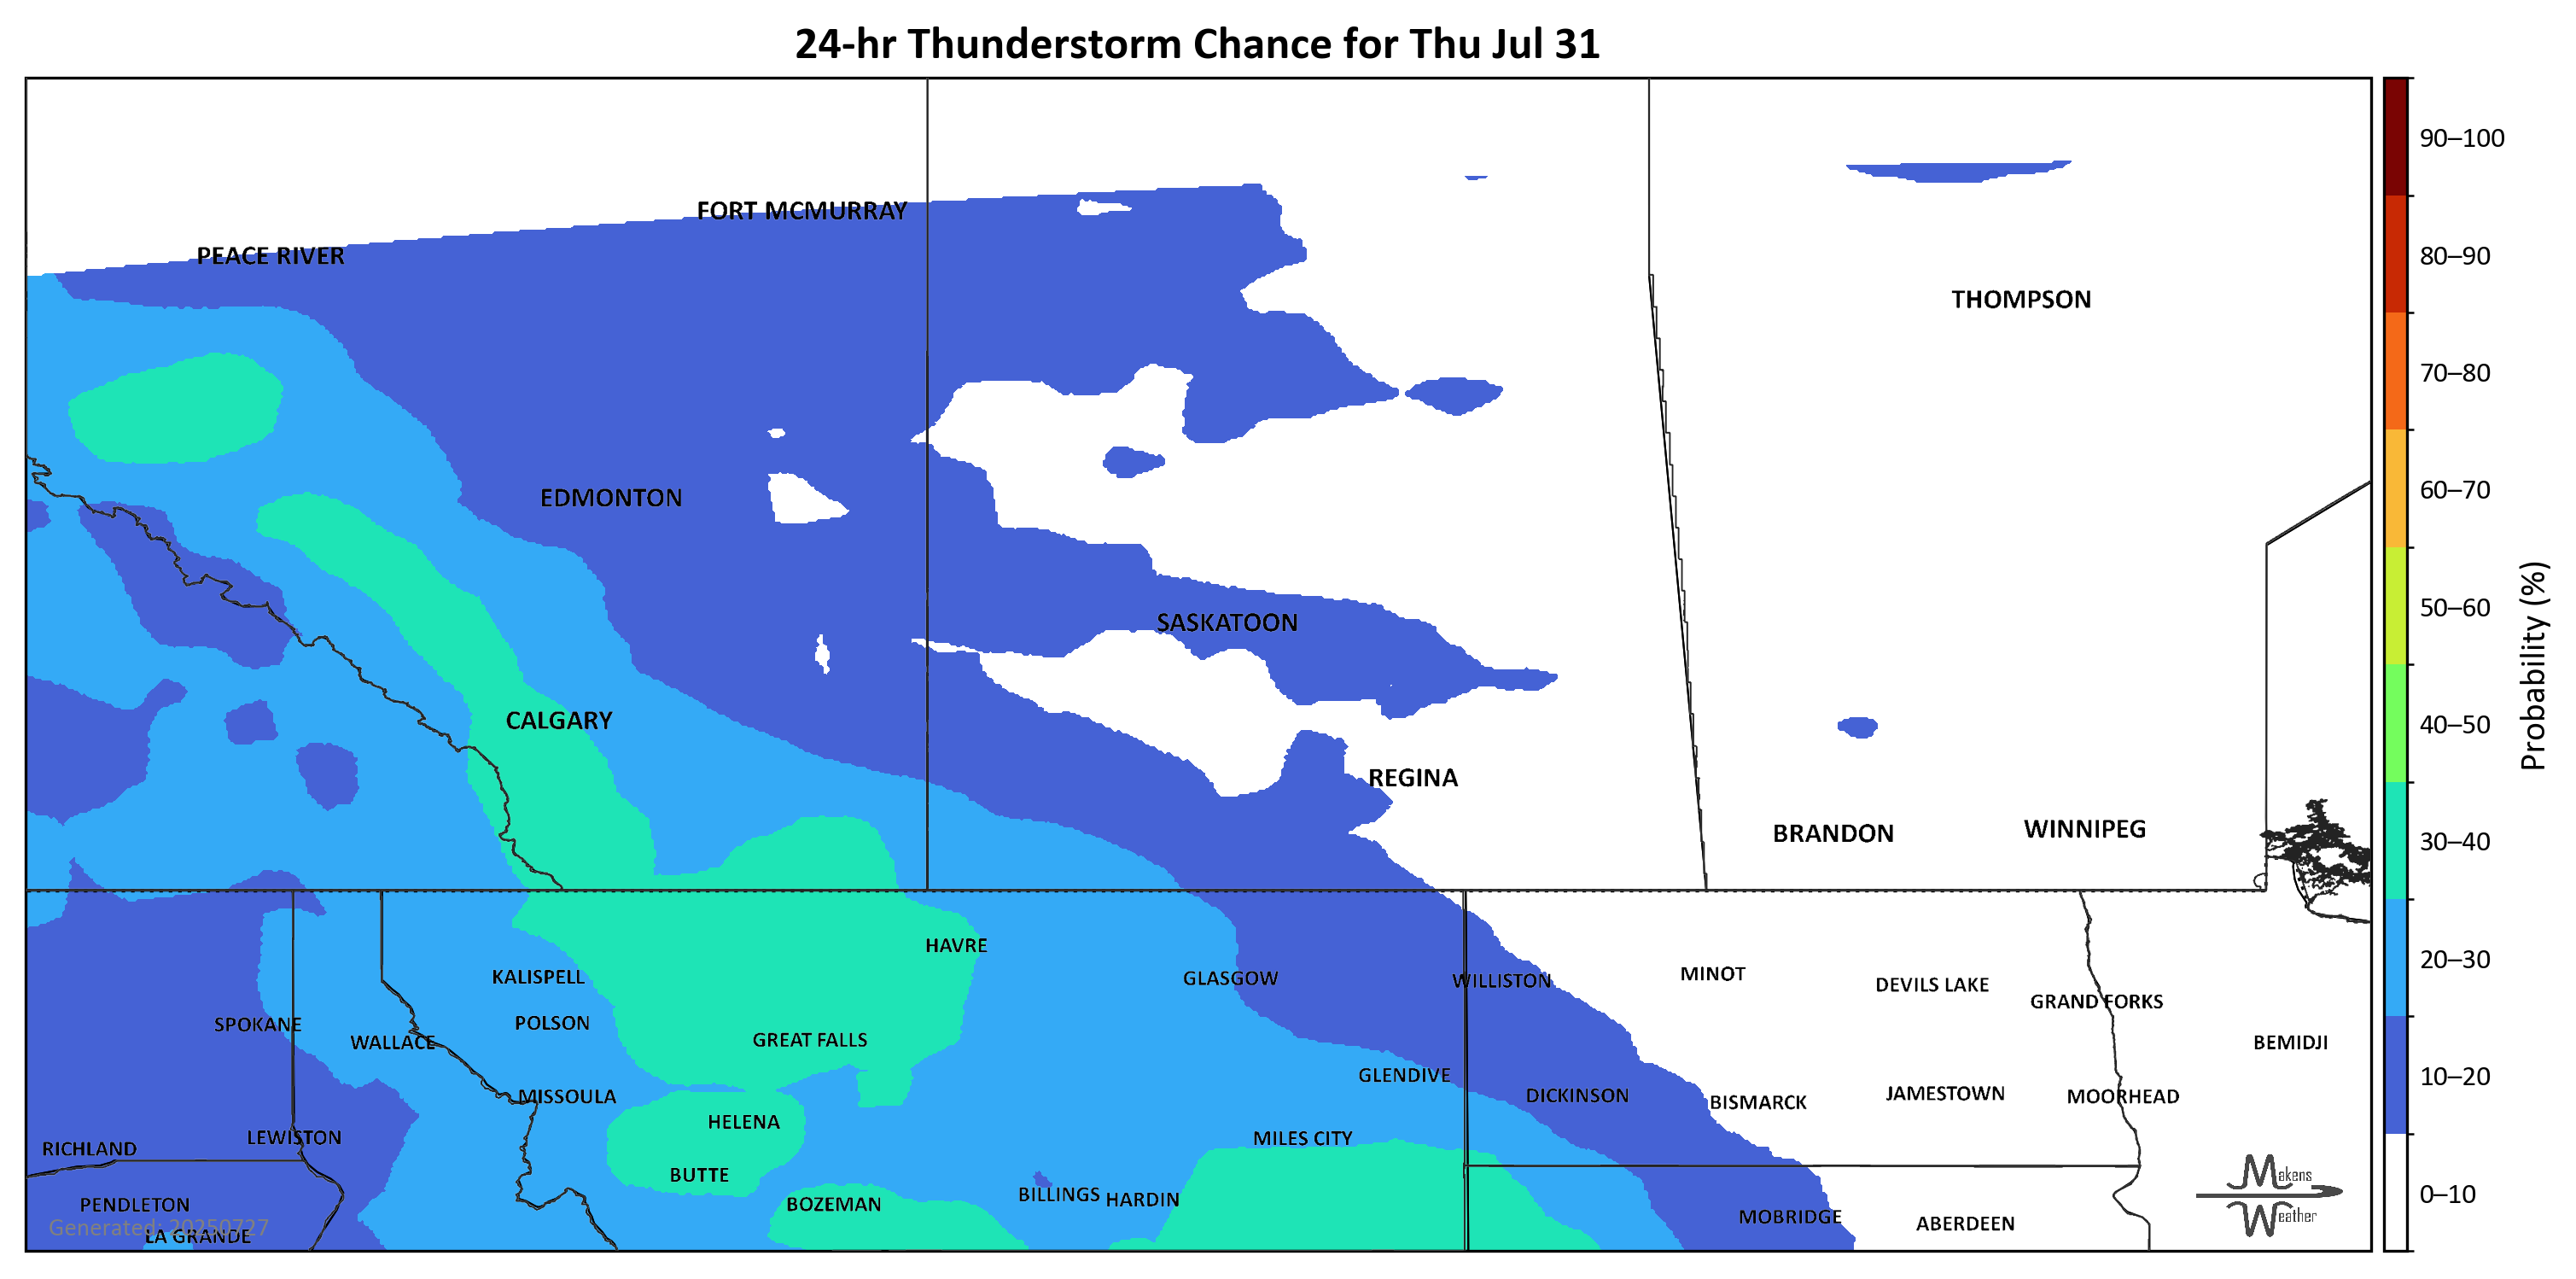 24-hr Thunderstorm Chance for Thu Jul 31
90–100
FORT MCMURRAY
PEACE RIVER
80–90
THOMPSON
70–80
EDMONTON
60–70
SASKATOON
50–60
Probability (%)
CALGARY
40–50
REGINA
BRANDON
WINNIPEG
30–40
HAVRE
KALISPELL
GLASGOW
WILLISTON
MINOT
DEVILS LAKE
20–30
GRAND FORKS
SPOKANE
POLSON
WALLACE
GREAT FALLS
BEMIDJI
GLENDIVE
10–20
MISSOULA
DICKINSON
BISMARCK
JAMESTOWN
MOORHEAD
HELENA
LEWISTON
MILES CITY
RICHLAND
BUTTE
Makens
Weather
BILLINGS
HARDIN
0–10
PENDLETON
BOZEMAN
MOBRIDGE
ABERDEEN
Generated: 20250727
LA GRANDE